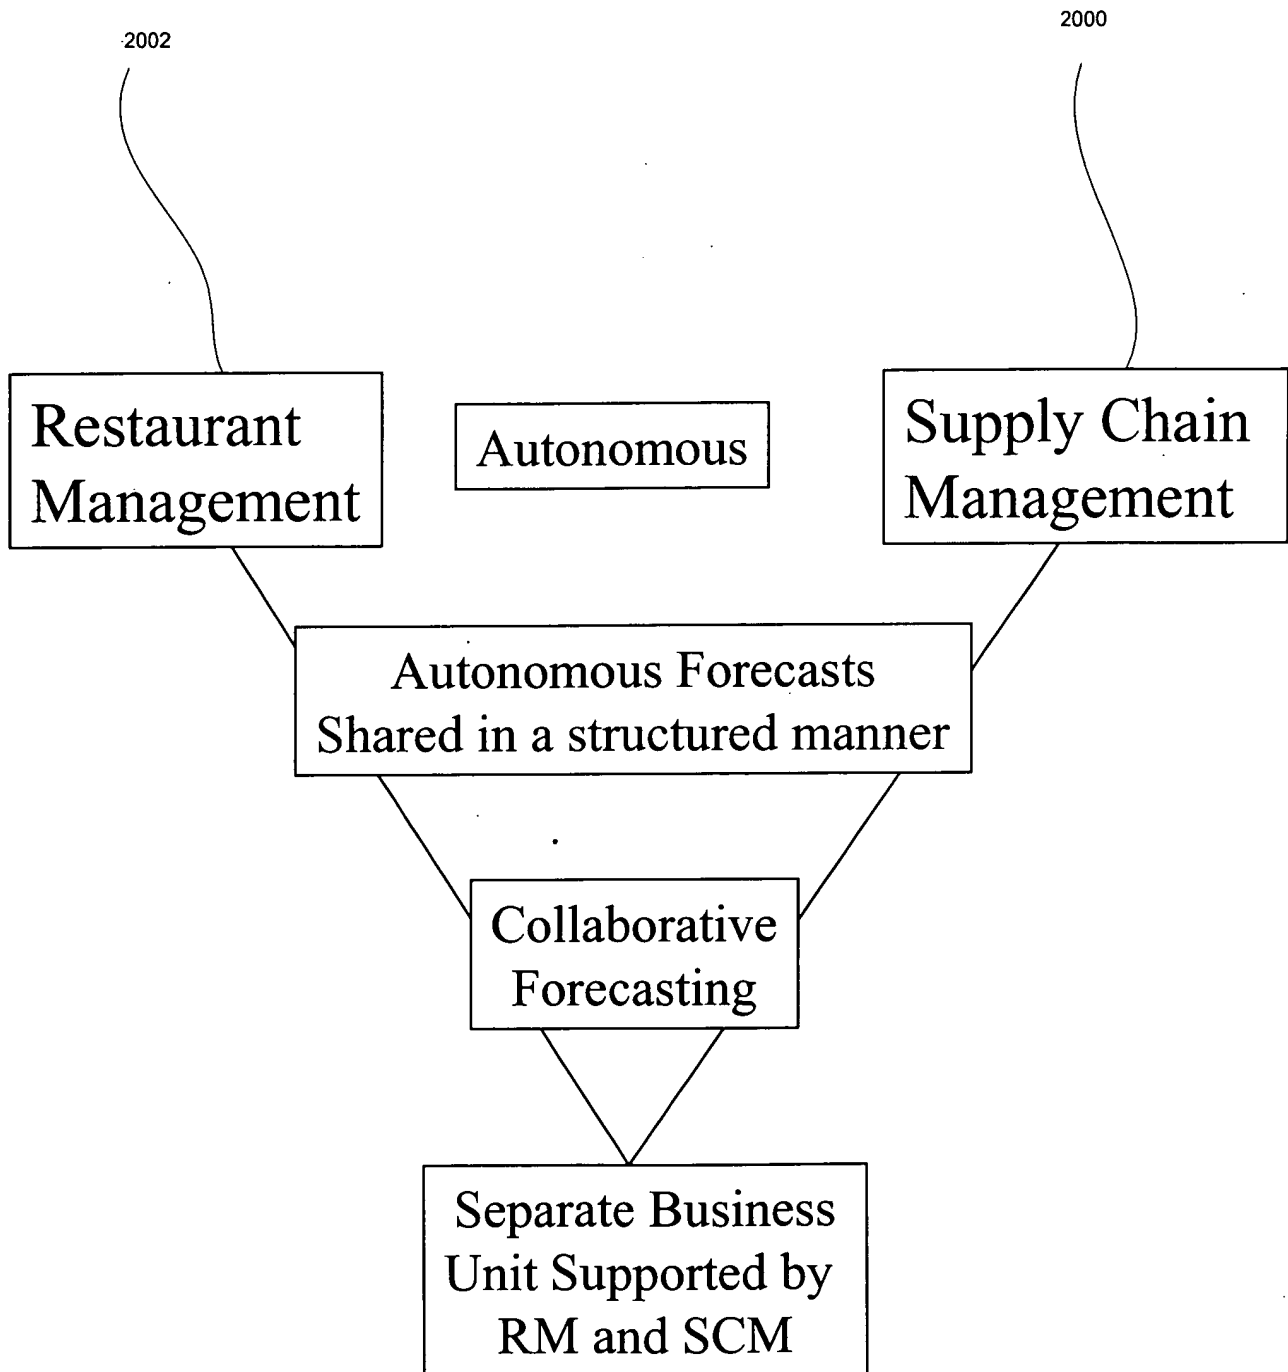 2002
2000
Restaurant
Management
Autonomous
Supply Chain
Management
Autonomous Forecasts
Shared in a structured manner
Collaborative
Forecasting
Separate Business
Unit Supported by
RM and SCM